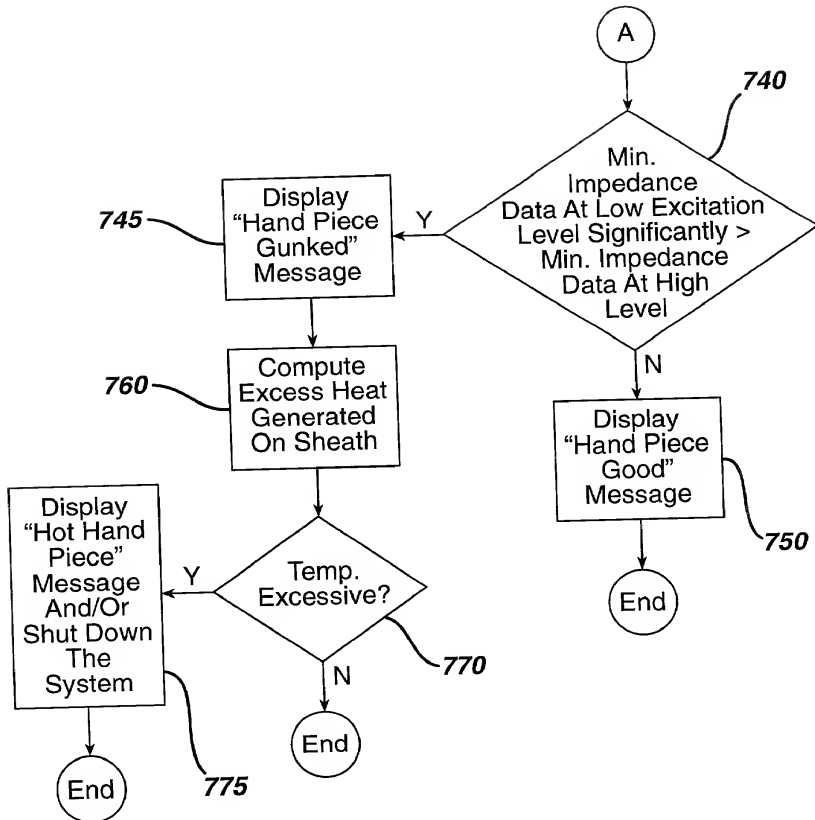 A
740
Min.
Impedance
Data At Low Excitation
Level Significantly >
Min. Impedance
Data At High
Level
Y
N
745
Display
“Hand Piece
Gunked”
Message
760
Compute
Excess Heat
Generated
On Sheath
Display
“Hand Piece
Good”
Message
750
End
Temp.
Excessive?
770
Y
N
Display
“Hot Hand
Piece”
Message
And/Or
Shut Down
The
System
775
End
End